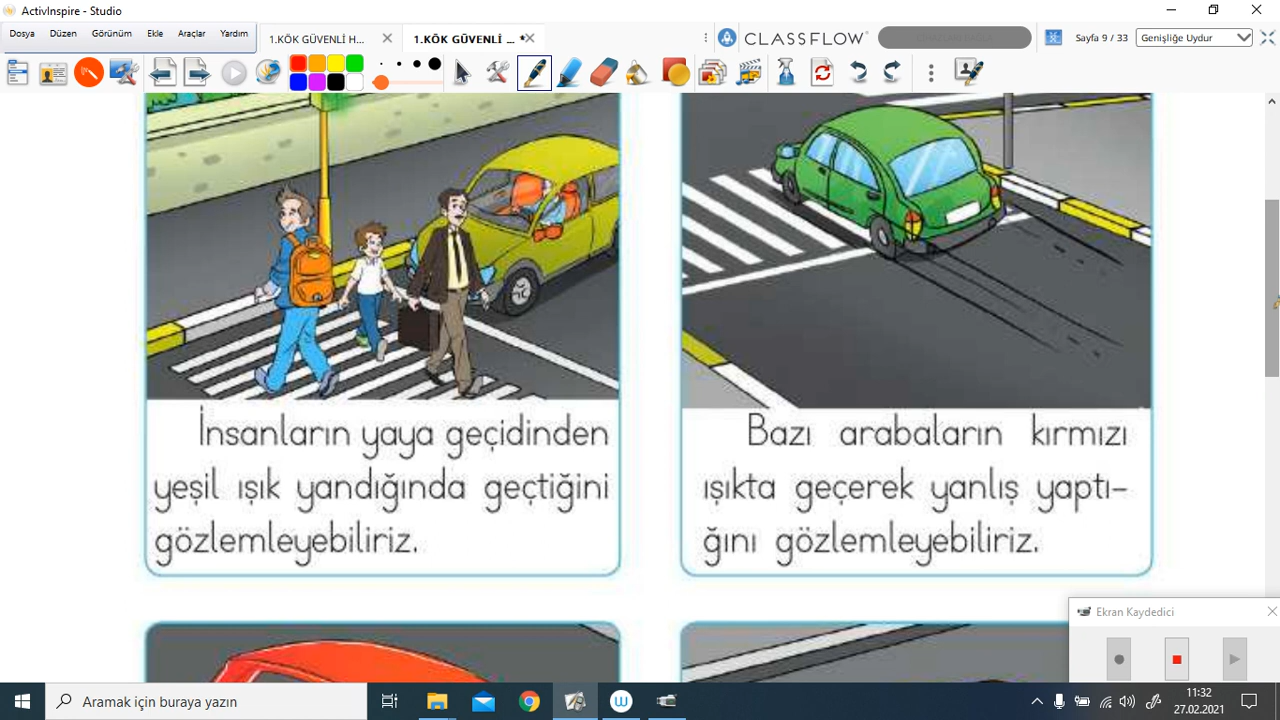 ActivInspire - Studio
Dosya Düzen Görünüm Ekle Araçlar Yardım
1.KÖK GÜVENLİ H...
1.KÖK GÜVENLİ ... *
CLASSFLOW
Sayfa 9 / 33
Genişliğe Uydur
İnsanların yaya geçidinden
yeşil ışık yandığında geçtiğini
gözlemleyebiliriz.
Bazı arabaların kırmızı
ışıkta geçerek yanlış yaptı-
ğını gözlemleyebiliriz.
Ekran Kaydedici
Aramak için buraya yazın
11:32
27.02.2021